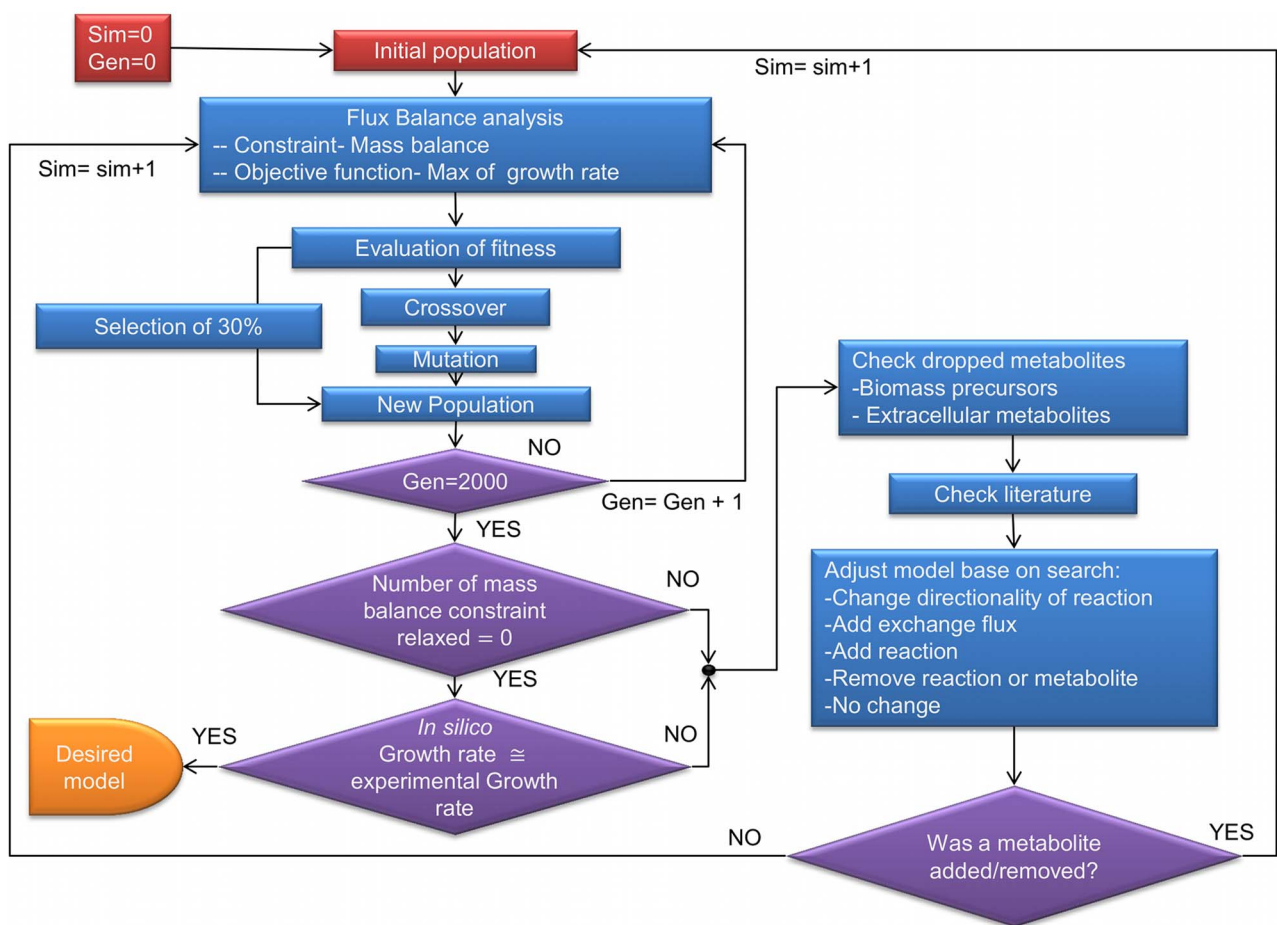 Sim=0
Gen=0
Initial population
Sim= sim+1
Flux Balance analysis
-- Constraint- Mass balance
-- Objective function- Max of  growth rate
Sim= sim+1
Evaluation of fitness
Selection of 30%
Crossover
Mutation
New Population
NO
Gen=2000
Gen= Gen + 1
YES
Number of mass
balance constraint
relaxed = 0
NO
YES
In silico
Growth rate ≅
experimental Growth
rate
NO
YES
Desired
model
Check dropped metabolites
-Biomass precursors
- Extracellular metabolites
Check literature
Adjust model base on search:
-Change directionality of reaction
-Add exchange flux
-Add reaction
-Remove reaction or metabolite
-No change
Was a metabolite
added/removed?
NO
YES